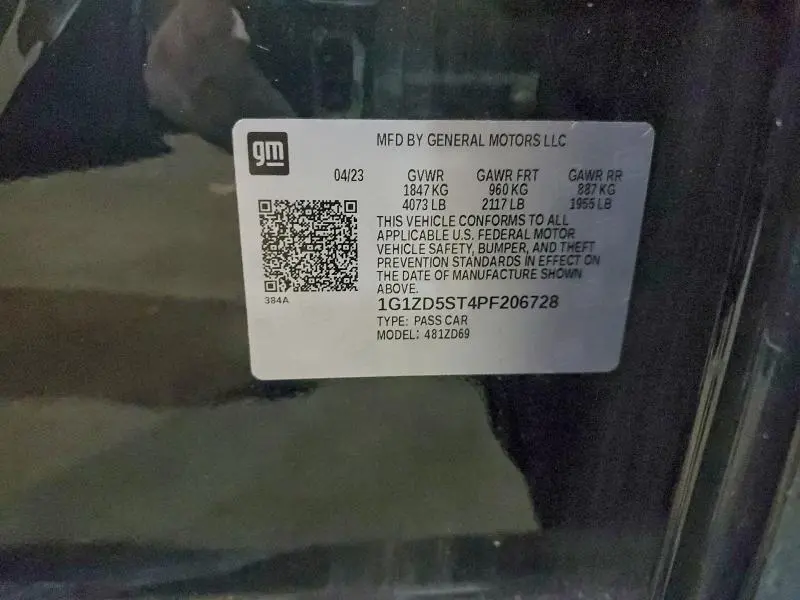 gm
MFD BY GENERAL MOTORS LLC
04/23 GVWR GAWR FRT GAWR RR
1847 KG 960 KG 887 KG
4073 LB 2117 LB 1955 LB
THIS VEHICLE CONFORMS TO ALL
APPLICABLE U.S. FEDERAL MOTOR
VEHICLE SAFETY, BUMPER, AND THEFT
PREVENTION STANDARDS IN EFFECT ON
THE DATE OF MANUFACTURE SHOWN
ABOVE.
384A
1G1ZD5ST4PF206728
TYPE: PASS CAR
MODEL: 481ZD69